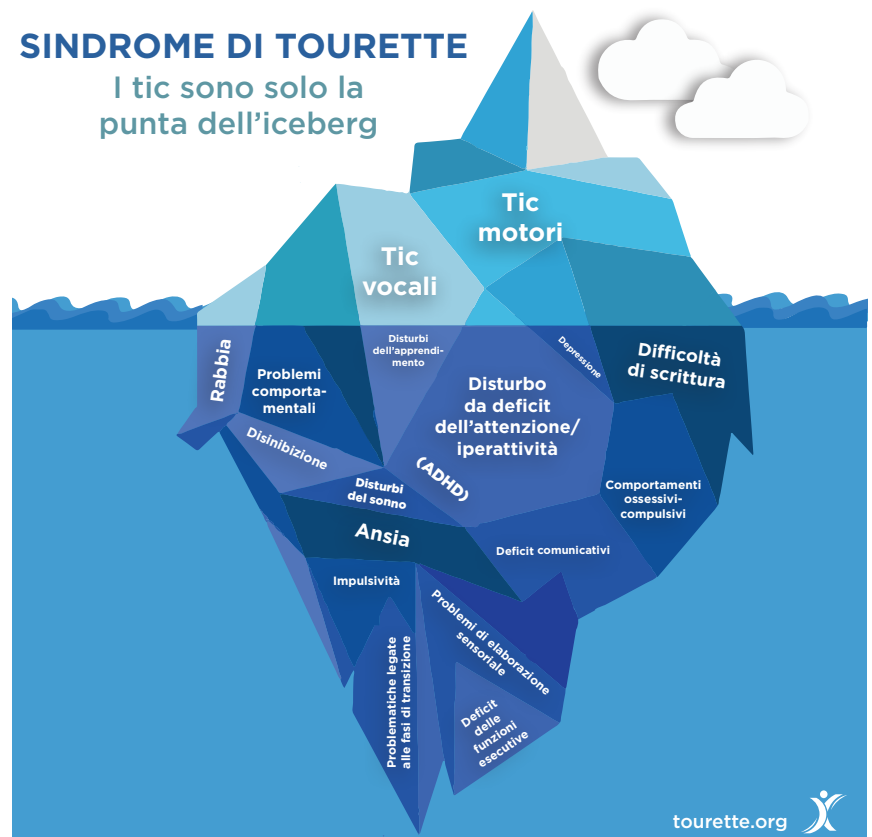 SINDROME DI TOURETTE
I tic sono solo la
punta dell'iceberg
Tic
motori
Tic
vocali
Rabbia
Problemi
comporta-
mentali
Disturbi
dell'apprendi-
mento
Depressione
Difficoltà
di scrittura
Disturbo
da deficit
dell'attenzione/
iperattività
(ADHD)
Disinibizione
Disturbi
del sonno
Comportamenti
ossessivi-
compulsivi
Ansia
Deficit comunicativi
Impulsività
Problematiche legate
alle fasi di transizione
Problemi di elaborazione
sensoriale
Deficit
delle
funzioni
esecutive
tourette.org